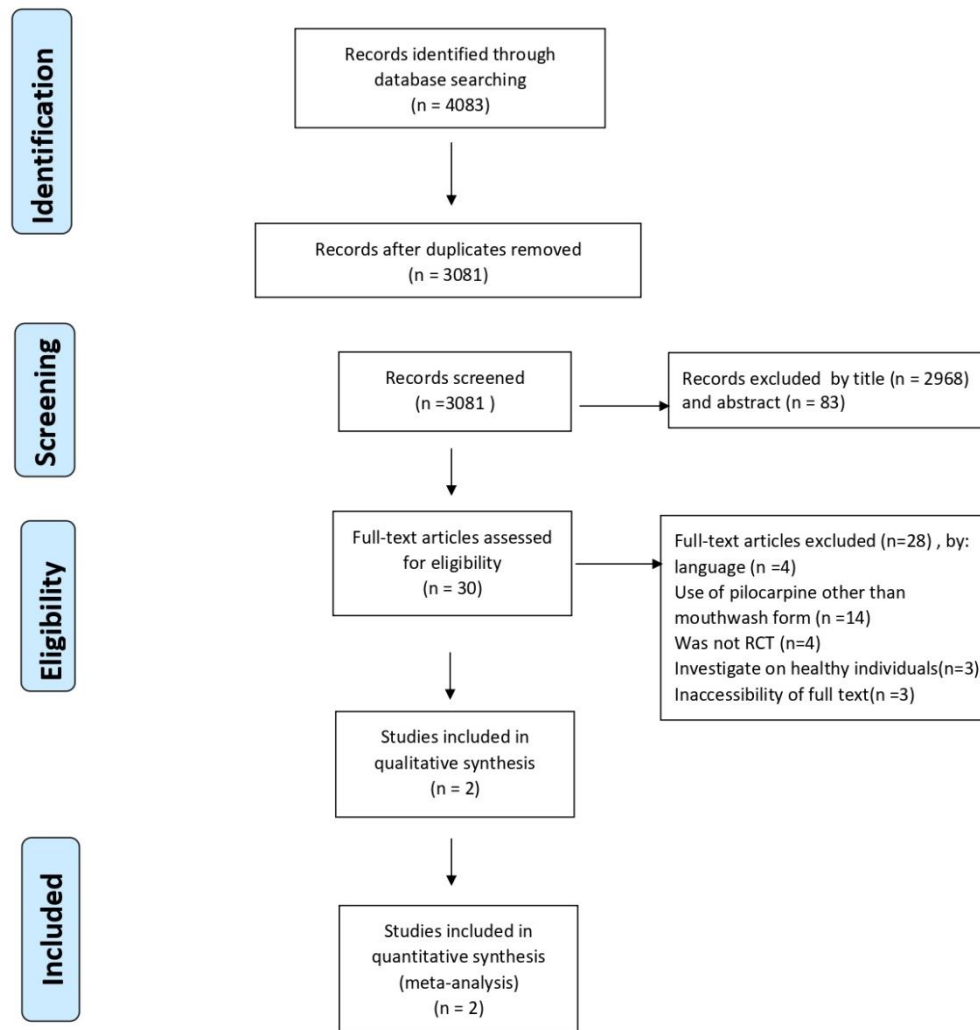 Identification
Records identified through
database searching
(n = 4083)
Records after duplicates removed
(n = 3081)
Screening
Records screened
(n =3081 )
Records excluded  by title (n = 2968)
and abstract (n = 83)
Eligibility
Full-text articles assessed
for eligibility
(n = 30)
Full-text articles excluded (n=28) , by:
language (n =4)
Use of pilocarpine other than
mouthwash form (n =14)
Was not RCT (n=4)
Investigate on healthy individuals(n=3)
Inaccessibility of full text(n =3)
Studies included in
qualitative synthesis
(n = 2)
Included
Studies included in
quantitative synthesis
(meta-analysis)
(n = 2)